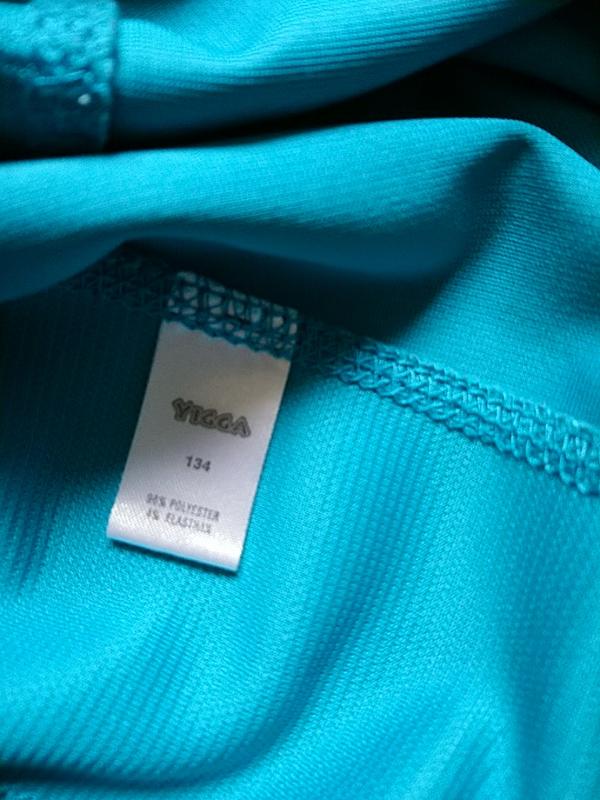 YIGGA
134
96% POLYESTER
4% ELASTHAN